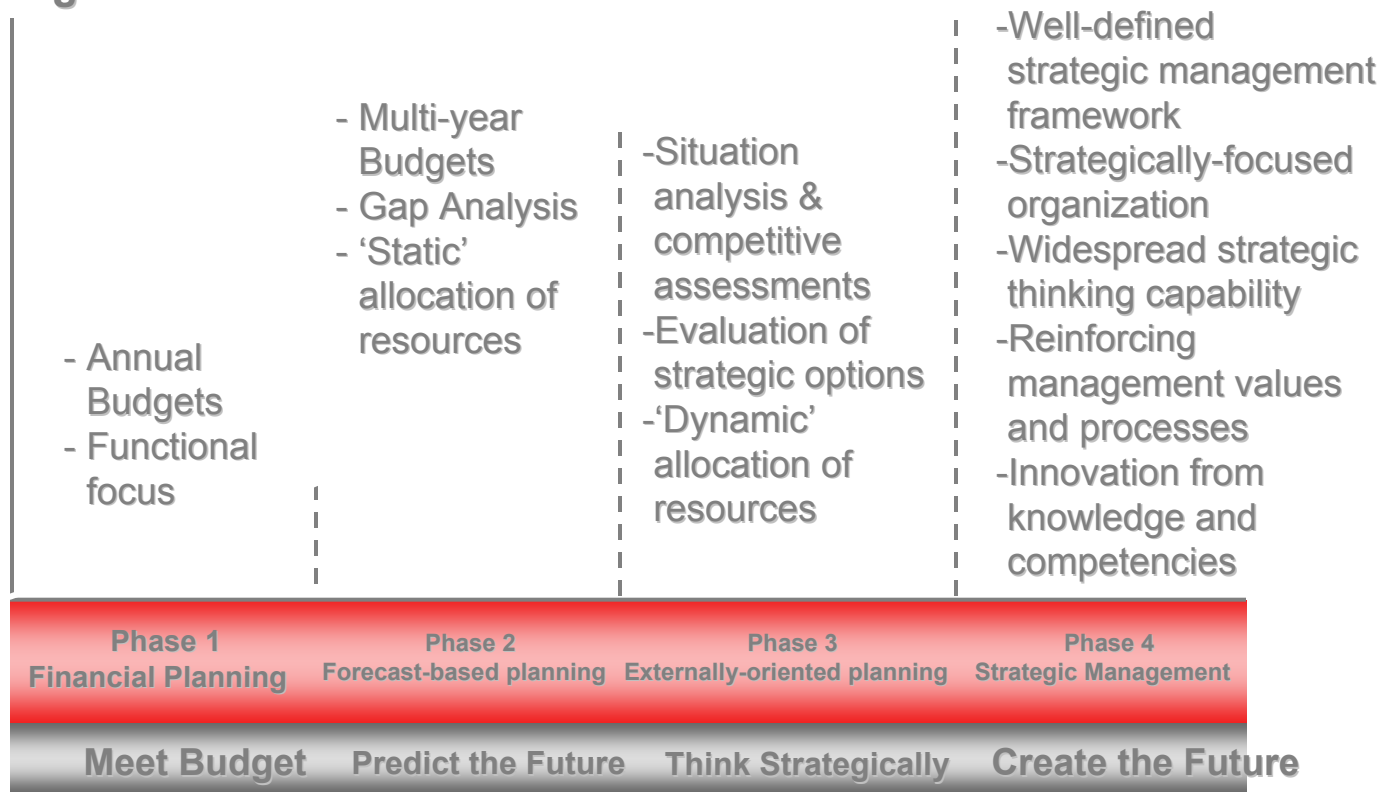 - Annual
Budgets
- Functional
focus
- Multi-year
Budgets
- Gap Analysis
- ‘Static’
allocation of
resources
-Situation
analysis &
competitive
assessments
-Evaluation of
strategic options
-‘Dynamic’
allocation of
resources
-Well-defined
strategic management
framework
-Strategically-focused
organization
-Widespread strategic
thinking capability
-Reinforcing
management values
and processes
-Innovation from
knowledge and
competencies
Phase 1
Financial Planning
Phase 2
Forecast-based planning
Phase 3
Externally-oriented planning
Phase 4
Strategic Management
Meet Budget
Predict the Future
Think Strategically
Create the Future